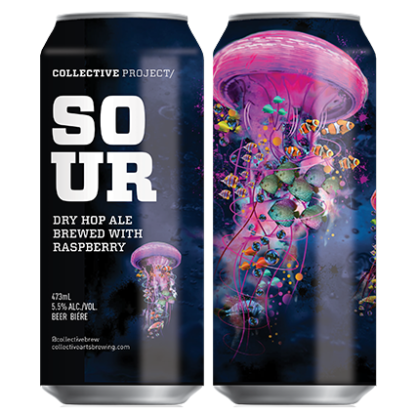 COLLECTIVE PROJECT/
SO
UR
DRY HOP ALE
BREWED WITH
RASPBERRY
473mL
5.5% ALC./VOL.
BEER BIÈRE
@collectivebrew
collectiveartsbrewing.com